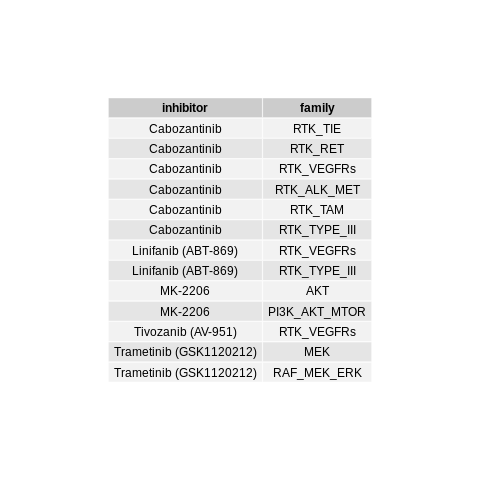 inhibitor family
Cabozantinib RTK_TIE
Cabozantinib RTK_RET
Cabozantinib RTK_VEGFRs
Cabozantinib RTK_ALK_MET
Cabozantinib RTK_TAM
Cabozantinib RTK_TYPE_III
Linifanib (ABT-869) RTK_VEGFRs
Linifanib (ABT-869) RTK_TYPE_III
MK-2206 AKT
MK-2206 PI3K_AKT_MTOR
Tivozanib (AV-951) RTK_VEGFRs
Trametinib (GSK1120212) MEK
Trametinib (GSK1120212) RAF_MEK_ERK